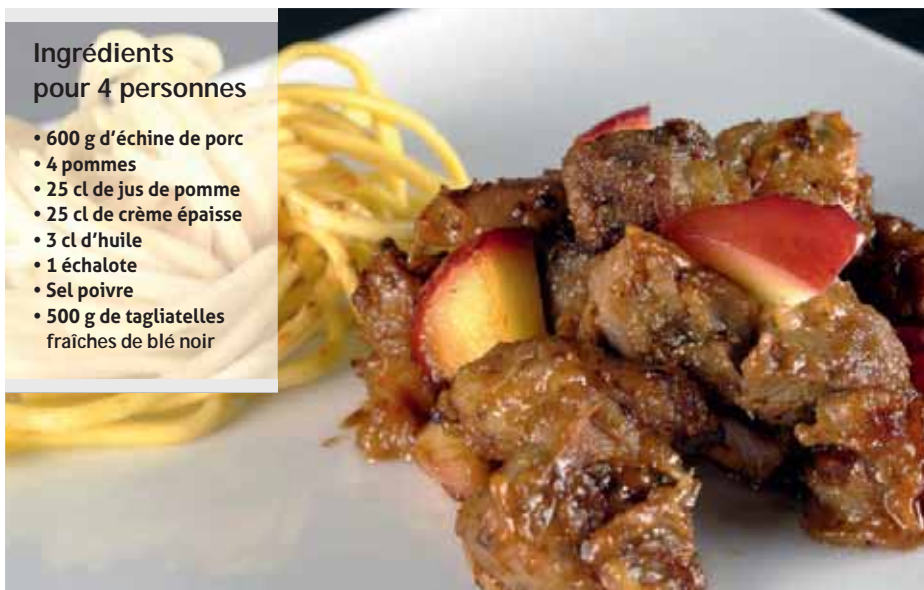 Ingrédients
pour 4 personnes
• 600 g d'échine de porc
• 4 pommes
• 25 cl de jus de pomme
• 25 cl de crème épaisse
• 3 cl d'huile
• 1 échalote
• Sel poivre
• 500 g de tagliatelles
fraîches de blé noir